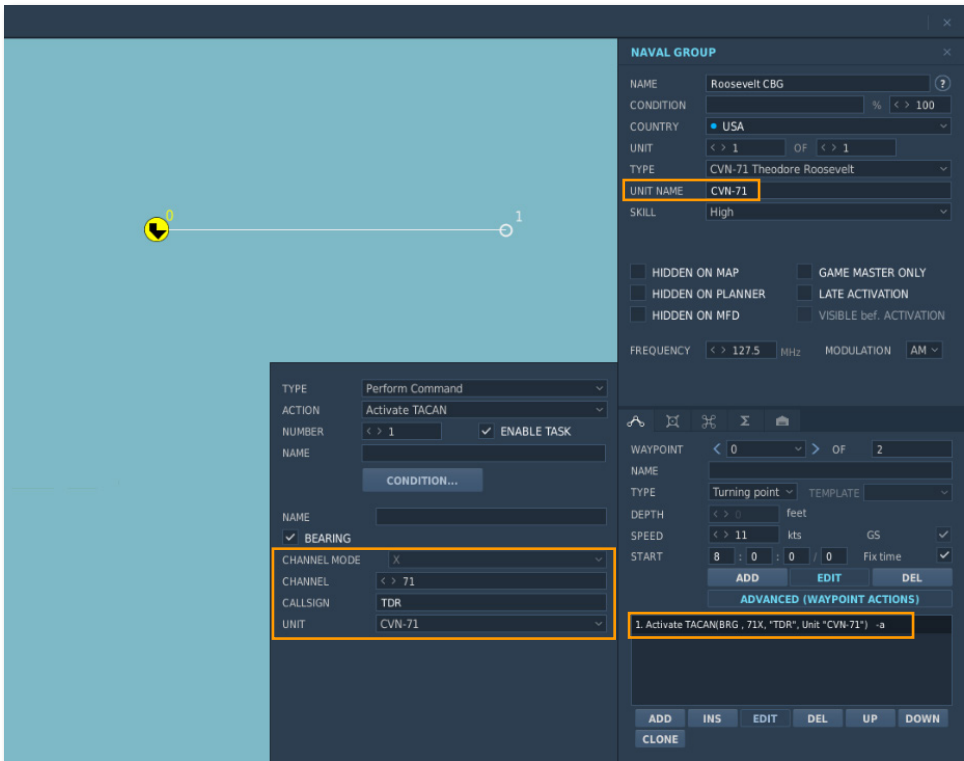 0
1
NAVAL GROUP
NAME Roosevelt CBG ?
CONDITION % < > 100
COUNTRY USA
UNIT < > 1 OF < > 1
TYPE CVN-71 Theodore Roosevelt
UNIT NAME CVN-71
SKILL High
HIDDEN ON MAP GAME MASTER ONLY
HIDDEN ON PLANNER LATE ACTIVATION
HIDDEN ON MFD VISIBLE bef. ACTIVATION
FREQUENCY < > 127.5 MHz MODULATION AM
TYPE Perform Command
ACTION Activate TACAN
NUMBER < > 1 ENABLE TASK
NAME
CONDITION...
NAME
BEARING
CHANNEL MODE X
CHANNEL < > 71
CALLSIGN TDR
UNIT CVN-71
WAYPOINT < 0 > OF 2
NAME
TYPE Turning point TEMPLATE
DEPTH < > 0 feet
SPEED < > 11 kts GS
START 8 : 0 : 0 / 0 Fix time
ADD EDIT DEL
ADVANCED (WAYPOINT ACTIONS)
1. Activate TACAN(BRG , 71X, "TDR", Unit "CVN-71") -a
ADD INS EDIT DEL UP DOWN
CLONE